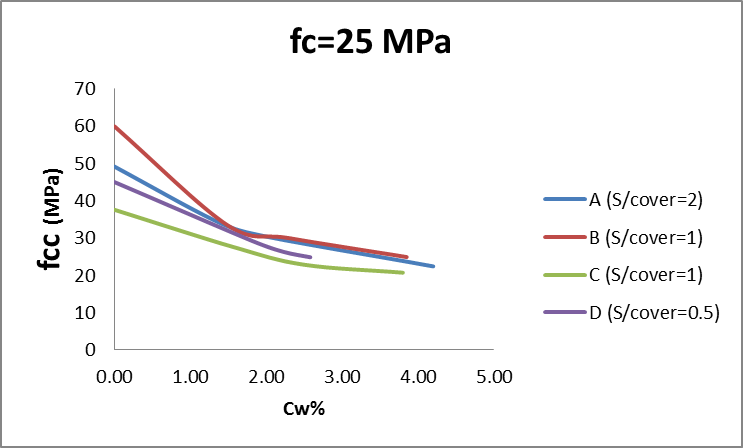 fc=25 MPa
70
60
50
40
30
20
10
0
fcc (MPa)
0.00 1.00 2.00 3.00 4.00 5.00
Cw%
A (S/cover=2)
B (S/cover=1)
C (S/cover=1)
D (S/cover=0.5)